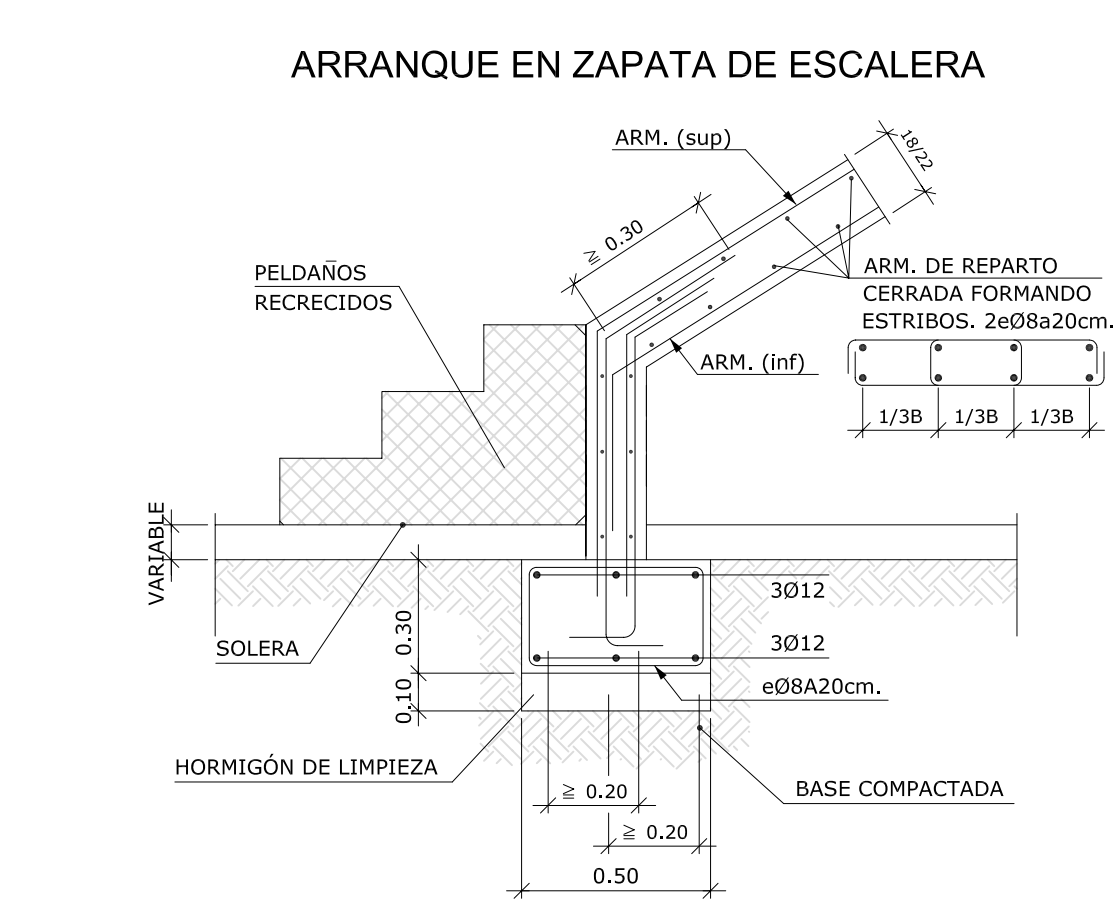 ARRANQUE EN ZAPATA DE ESCALERA
ARM. (sup)
18/22
≧ 0.30
PELDAÑOS
RECRECIDOS
ARM. DE REPARTO
CERRADA FORMANDO
ESTRIBOS. 2eØ8a20cm.
ARM. (inf)
1/3B
1/3B
1/3B
VARIABLE
SOLERA
0.30
0.10
3Ø12
3Ø12
eØ8A20cm.
HORMIGÓN DE LIMPIEZA
BASE COMPACTADA
≧ 0.20
≧ 0.20
0.50